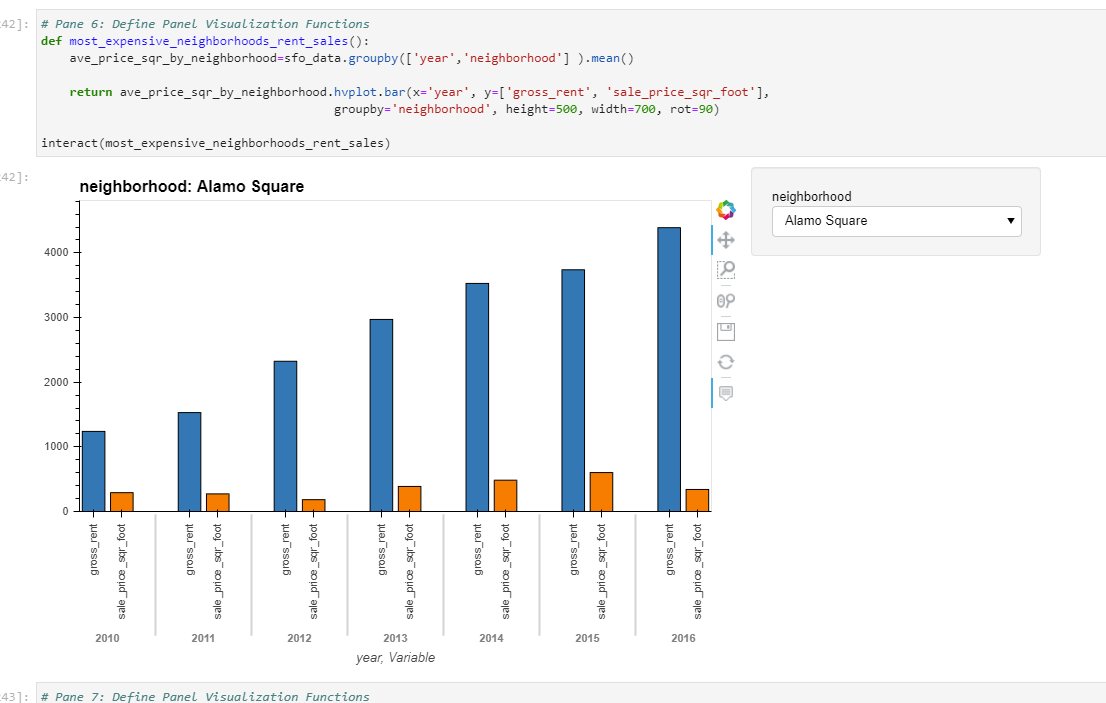 42]:
# Pane 6: Define Panel Visualization Functions
def most_expensive_neighborhoods_rent_sales():
    ave_price_sqr_by_neighborhood=sfo_data.groupby(['year','neighborhood'] ).mean()
    return ave_price_sqr_by_neighborhood.hvplot.bar(x='year', y=['gross_rent', 'sale_price_sqr_foot'],
                                         groupby='neighborhood', height=500, width=700, rot=90)
interact(most_expensive_neighborhoods_rent_sales)
42]:
neighborhood: Alamo Square
neighborhood
Alamo Square
4000
3000
2000
1000
0
gross_rent
sale_price_sqr_foot
gross_rent
sale_price_sqr_foot
gross_rent
sale_price_sqr_foot
gross_rent
sale_price_sqr_foot
gross_rent
sale_price_sqr_foot
gross_rent
sale_price_sqr_foot
gross_rent
sale_price_sqr_foot
2010 2011 2012 2013 2014 2015 2016
year, Variable
43]:
# Pane 7: Define Panel Visualization Functions